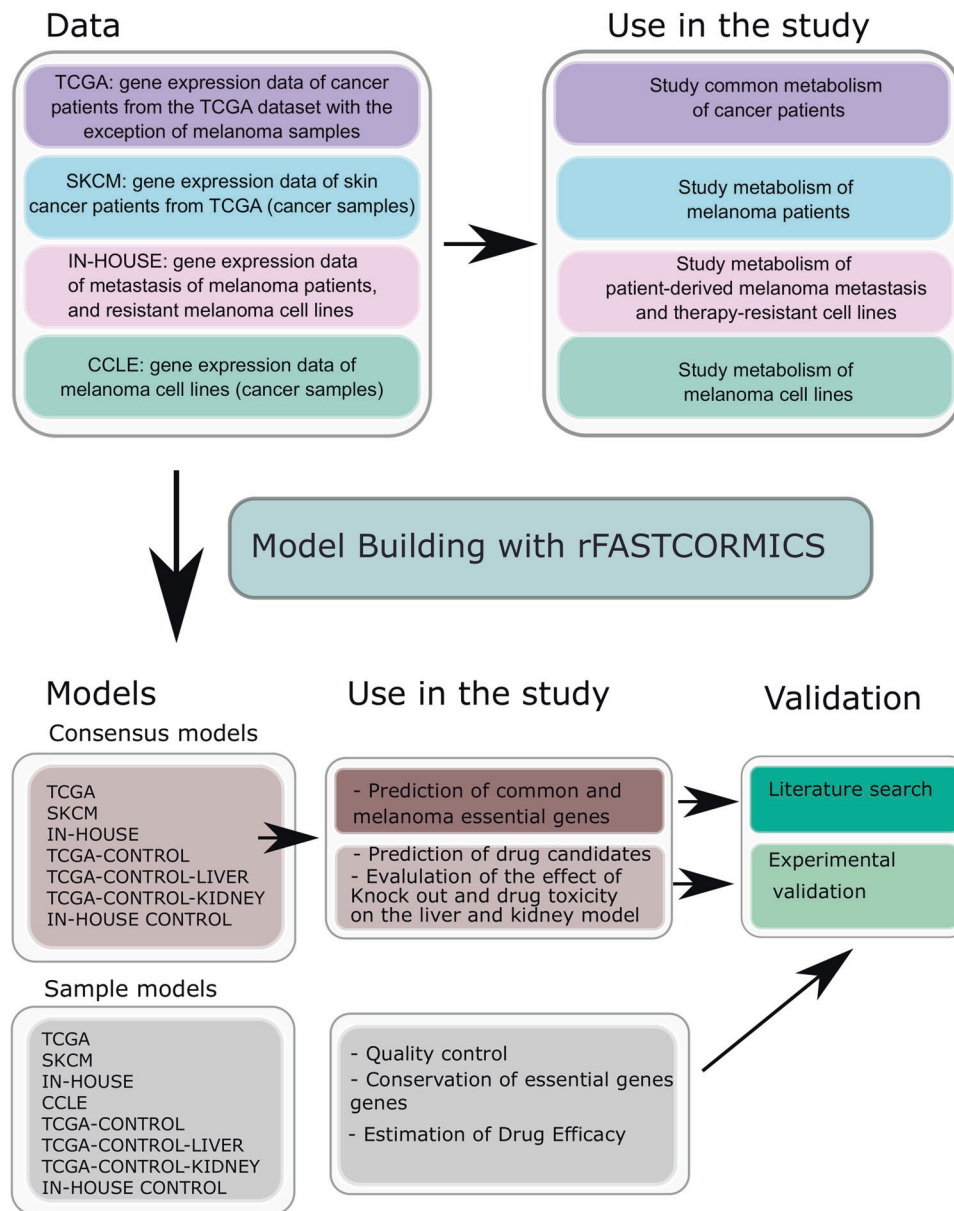 Data
TCGA: gene expression data of cancer
patients from the TCGA dataset with the
exception of melanoma samples
SKCM: gene expression data of skin
cancer patients from TCGA (cancer samples)
IN-HOUSE: gene expression data
of metastasis of melanoma patients,
and resistant melanoma cell lines
CCLE: gene expression data of
melanoma cell lines (cancer samples)
Use in the study
Study common metabolism
of cancer patients
Study metabolism of
melanoma patients
Study metabolism of
patient-derived melanoma metastasis
and therapy-resistant cell lines
Study metabolism of
melanoma cell lines
Model Building with rFASTCORMICS
Models
Consensus models
TCGA
SKCM
IN-HOUSE
TCGA-CONTROL
TCGA-CONTROL-LIVER
TCGA-CONTROL-KIDNEY
IN-HOUSE CONTROL
Use in the study
- Prediction of common and
melanoma essential genes
- Prediction of drug candidates
- Evalulation of the effect of
Knock out and drug toxicity
on the liver and kidney model
Validation
Literature search
Experimental
validation
Sample models
TCGA
SKCM
IN-HOUSE
CCLE
TCGA-CONTROL
TCGA-CONTROL-LIVER
TCGA-CONTROL-KIDNEY
IN-HOUSE CONTROL
- Quality control
- Conservation of essential genes
genes
- Estimation of Drug Efficacy